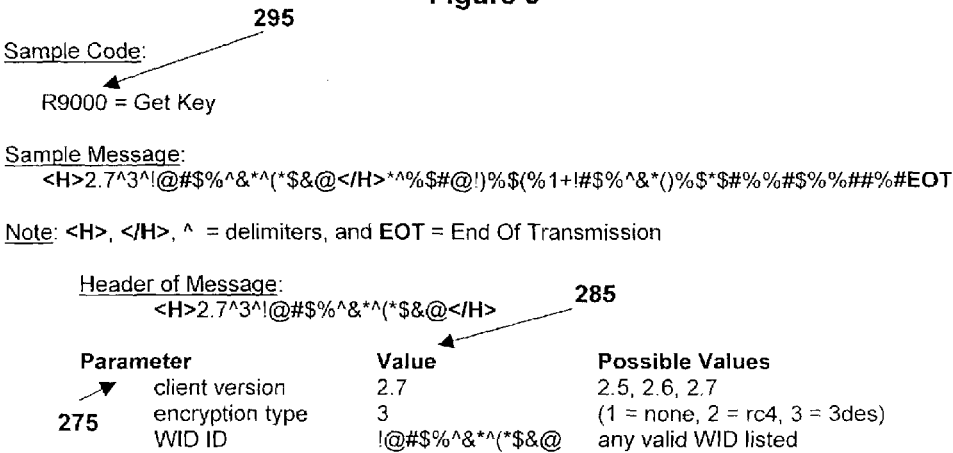 295
Sample Code:
R9000 = Get Key
Sample Message:
<H>2.7^3^!@#$%^&*^(*$&@</H>*^%$#@!)%$(%1+!#$%^&*()%$*$#%%#$%%##%#EOT
Note: <H>, </H>, ^ = delimiters, and EOT = End Of Transmission
Header of Message:
<H>2.7^3^!@#$%^&*^(*$&@</H>
285
Parameter Value Possible Values
client version 2.7 2.5, 2.6, 2.7
275 encryption type 3 (1 = none, 2 = rc4, 3 = 3des)
WID ID !@#$%^&*^(*$&@ any valid WID listed